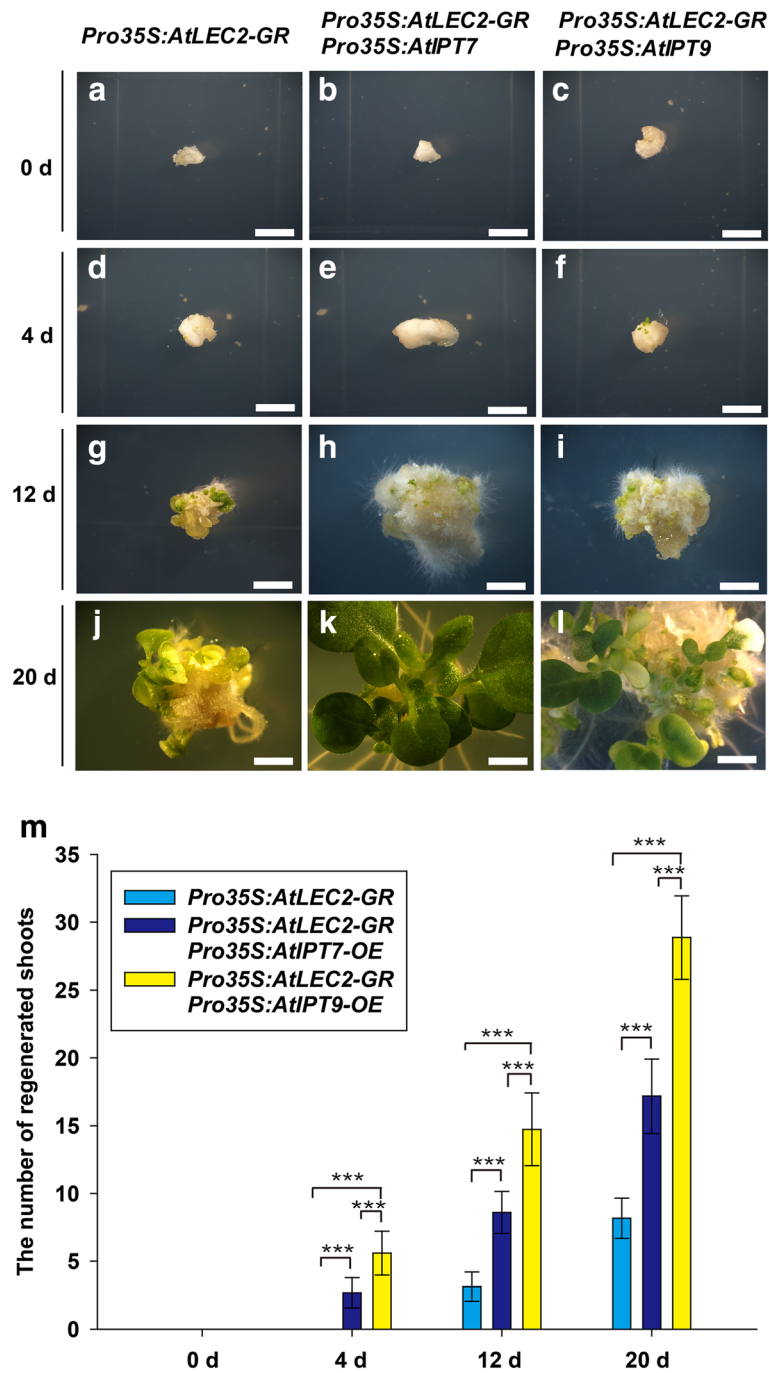 Pro35S:AtLEC2-GR
Pro35S:AtLEC2-GR
Pro35S:AtIPT7
Pro35S:AtLEC2-GR
Pro35S:AtIPT9
0 d
a
b
c
4 d
d
e
f
12 d
g
h
i
20 d
j
k
l
m
The number of regenerated shoots
35
30
25
20
15
10
5
0
Pro35S:AtLEC2-GR
Pro35S:AtLEC2-GR
Pro35S:AtIPT7-OE
Pro35S:AtLEC2-GR
Pro35S:AtIPT9-OE
***
***
***
***
***
***
***
***
***
0 d
4 d
12 d
20 d